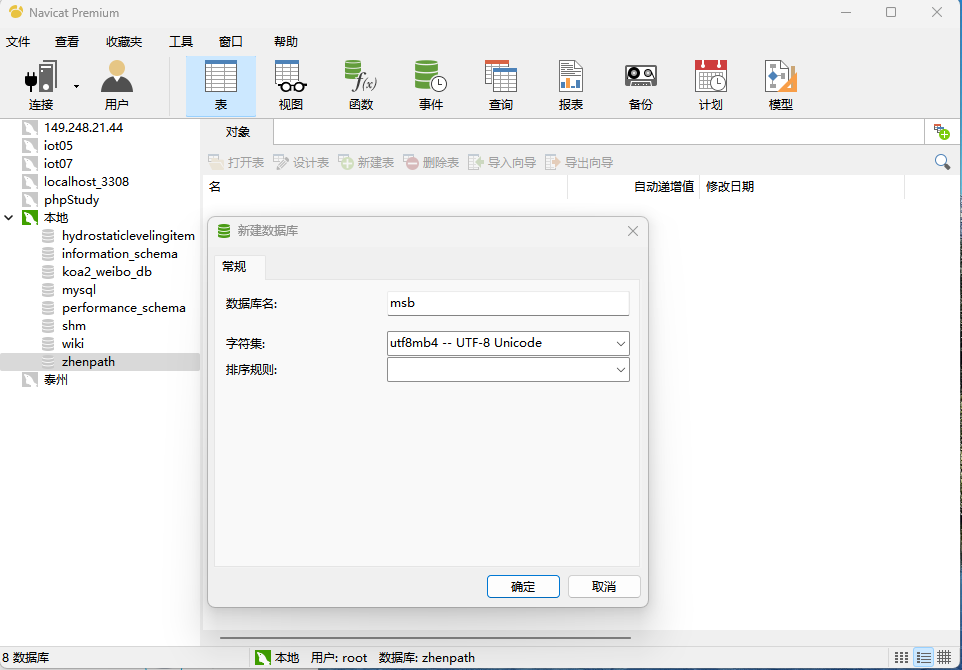 Navicat Premium
文件 查看 收藏夹 工具 窗口 帮助
连接 用户 表 视图 函数 事件 查询 报表 备份 计划 模型
149.248.21.44
iot05
iot07
localhost_3308
phpStudy
本地
hydrostaticlevelingitem
information_schema
koa2_weibo_db
mysql
performance_schema
shm
wiki
zhenpath
泰州
对象
打开表 设计表 新建表 删除表 导入向导 导出向导
名 自动递增值 修改日期
新建数据库
常规
数据库名: msb
字符集: utf8mb4 -- UTF-8 Unicode
排序规则:
确定 取消
8 数据库 本地 用户: root 数据库: zhenpath